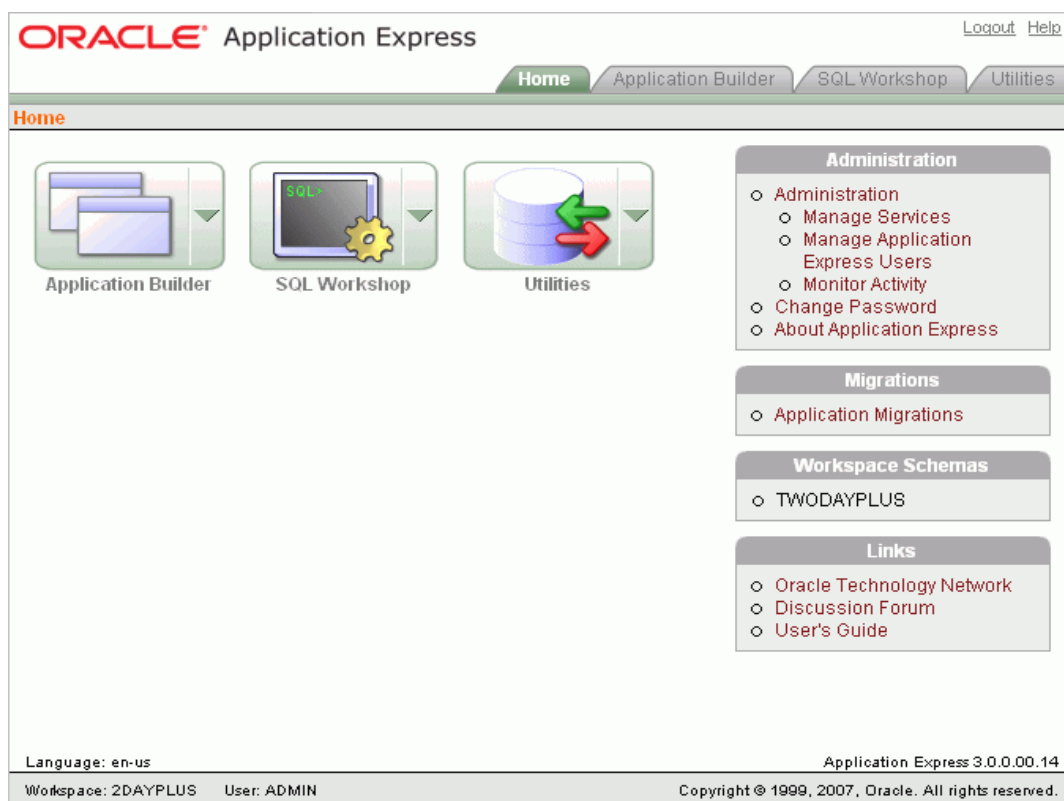 ORACLE Application Express
Logout Help
Home Application Builder SQL Workshop Utilities
Home
SQL>
Application Builder
SQL Workshop
Utilities
Administration
Administration
Manage Services
Manage Application
Express Users
Monitor Activity
Change Password
About Application Express
Migrations
Application Migrations
Workspace Schemas
TWODAYPLUS
Links
Oracle Technology Network
Discussion Forum
User's Guide
Language: en-us
Application Express 3.0.0.00.14
Workspace: 2DAYPLUS User: ADMIN
Copyright © 1999, 2007, Oracle. All rights reserved.